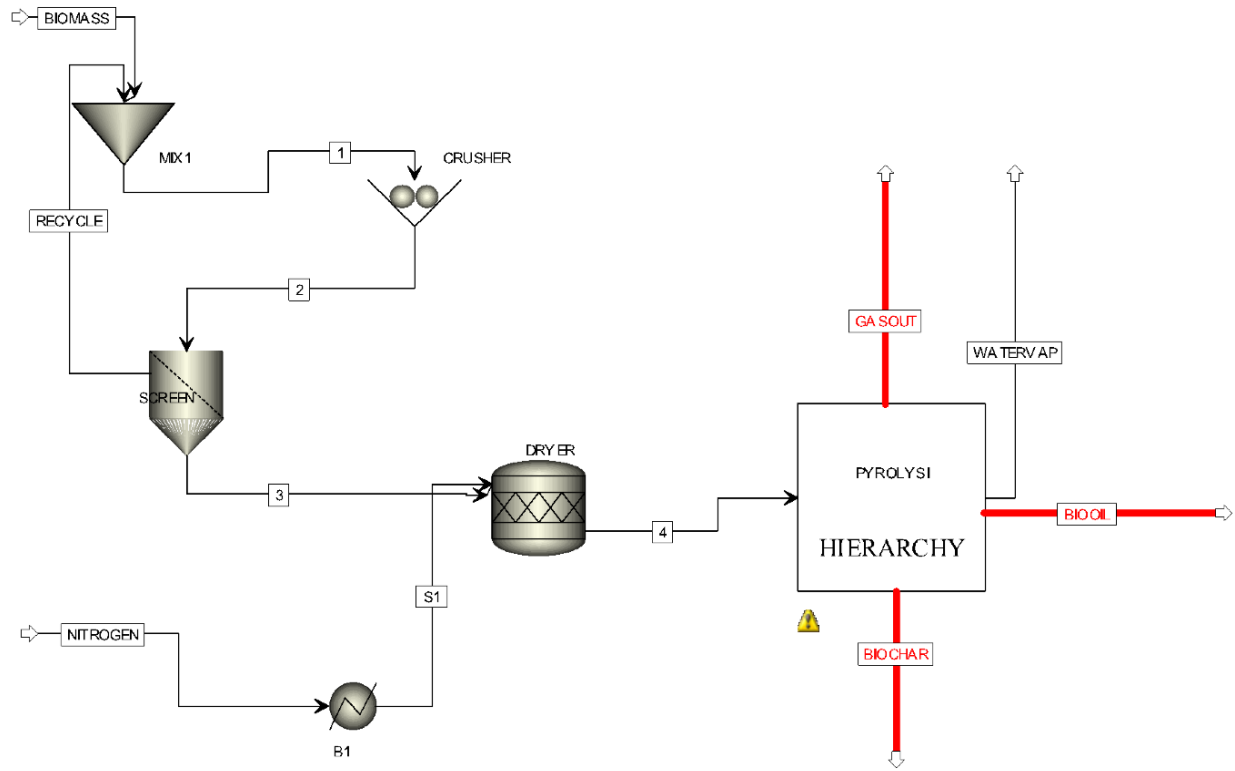 BIOMASS
MIX1
1
CRUSHER
RECYCLE
2
SCREEN
GASOUT
WATERVAP
DRYER
3
4
PYROLYSI
BIOOIL
HIERARCHY
S1
NITROGEN
BIOCHAR
B1